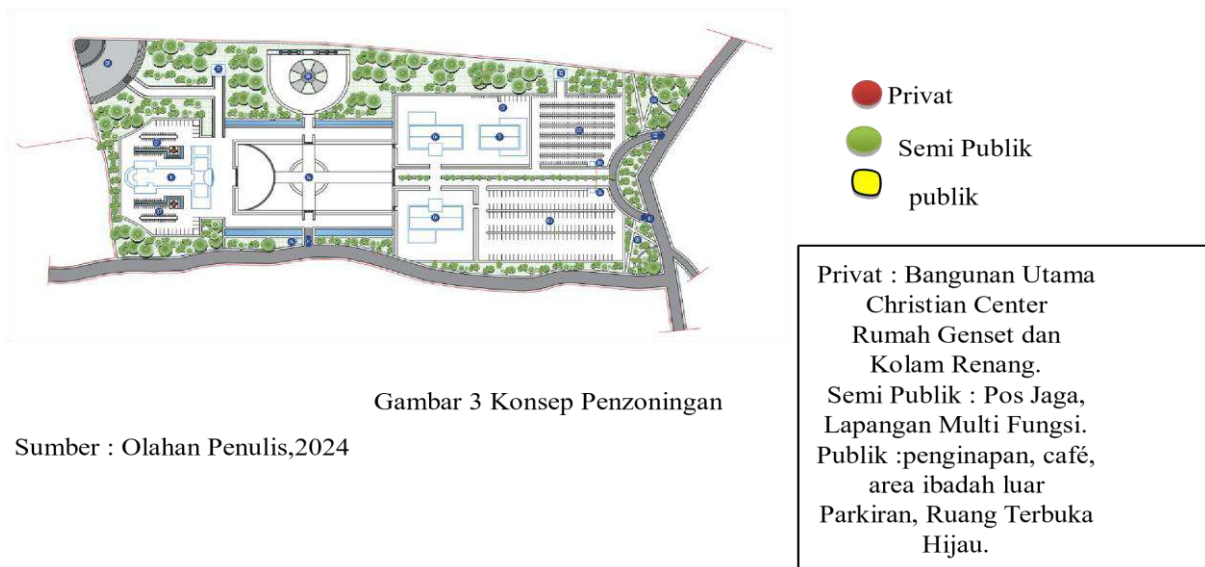 Privat
Semi Publik
publik
Privat : Bangunan Utama
Christian Center
Rumah Genset dan
Kolam Renang.
Semi Publik : Pos Jaga,
Lapangan Multi Fungsi.
Publik :penginapan, café,
area ibadah luar
Parkiran, Ruang Terbuka
Hijau.
Gambar 3 Konsep Penzoningan
Sumber : Olahan Penulis,2024